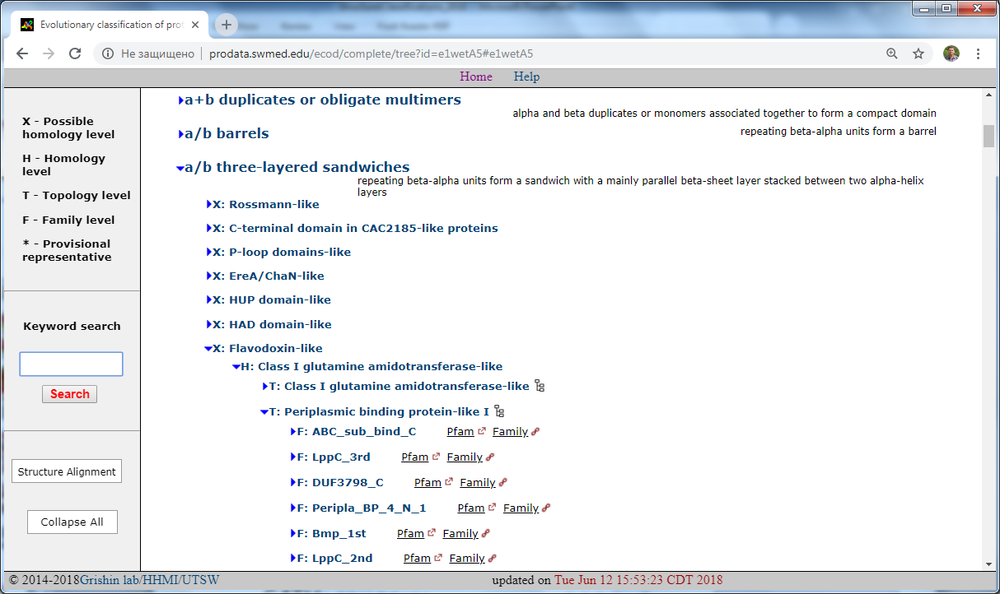 Evolutionary classification of prot
Не защищено
prodata.swmed.edu/ecod/complete/tree?id=e1wetA5#e1wetA5
Home Help
X - Possible
homology level
H - Homology
level
T - Topology level
F - Family level
* - Provisional
representative
Keyword search
Search
Structure Alignment
Collapse All
a+b duplicates or obligate multimers
alpha and beta duplicates or monomers associated together to form a compact domain
a/b barrels
repeating beta-alpha units form a barrel
a/b three-layered sandwiches
repeating beta-alpha units form a sandwich with a mainly parallel beta-sheet layer stacked between two alpha-helix
layers
X: Rossmann-like
X: C-terminal domain in CAC2185-like proteins
X: P-loop domains-like
X: EreA/ChaN-like
X: HUP domain-like
X: HAD domain-like
X: Flavodoxin-like
H: Class I glutamine amidotransferase-like
T: Class I glutamine amidotransferase-like
T: Periplasmic binding protein-like I
F: ABC_sub_bind_C Pfam Family
F: LppC_3rd Pfam Family
F: DUF3798_C Pfam Family
F: Peripla_BP_4_N_1 Pfam Family
F: Bmp_1st Pfam Family
F: LppC_2nd Pfam Family
© 2014-2018Grishin lab/HHMI/UTSW updated on Tue Jun 12 15:53:23 CDT 2018